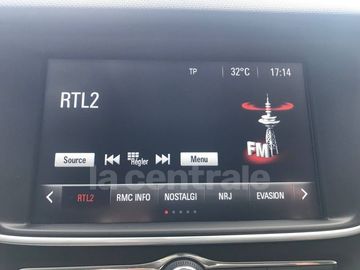 TP 32°C 17:14
RTL2
FM
Source Régler Menu
la centrale
RTL2 RMC INFO NOSTALGI NRJ EVASION